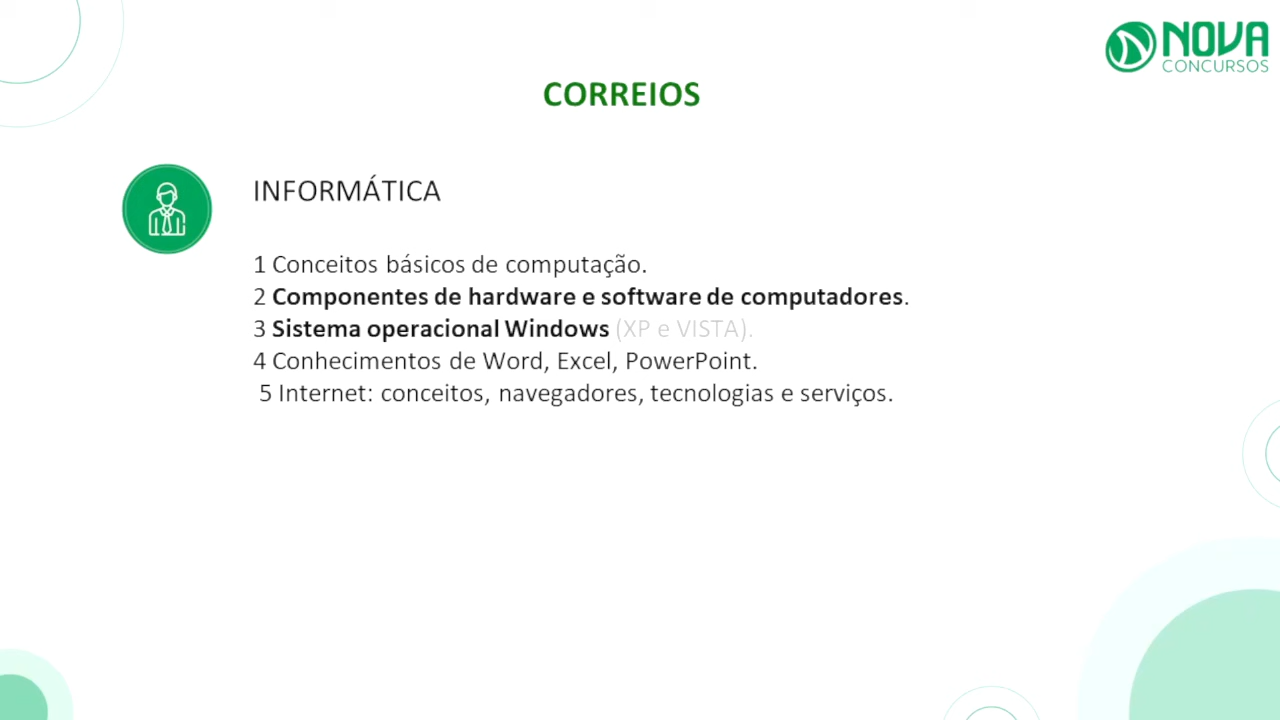 NOVA
CONCURSOS
CORREIOS
INFORMÁTICA
1 Conceitos básicos de computação.
2 Componentes de hardware e software de computadores.
3 Sistema operacional Windows (XP e VISTA).
4 Conhecimentos de Word, Excel, PowerPoint.
5 Internet: conceitos, navegadores, tecnologias e serviços.